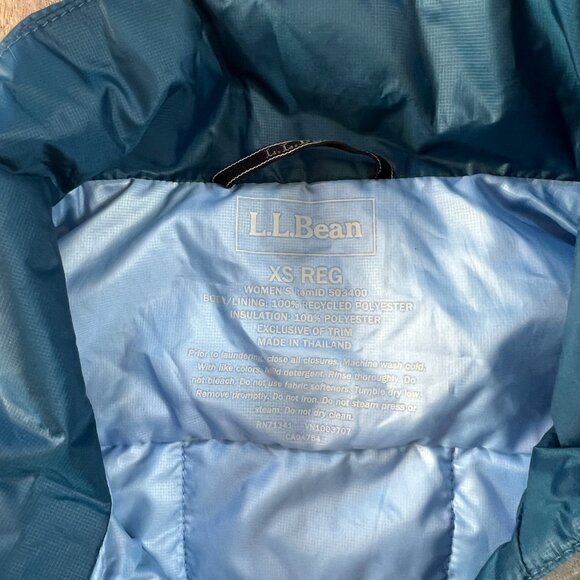 L.L.Bean
XS REG
WOMEN'S ItemID 503400
BODY/LINING: 100% RECYCLED POLYESTER
INSULATION: 100% POLYESTER
EXCLUSIVE OF TRIM
MADE IN THAILAND
Prior to laundering, close all closures. Machine wash cold.
With like colors. Mild detergent. Rinse thoroughly. Do
not bleach. Do not use fabric softeners. Tumble dry low.
Remove promptly. Do not iron. Do not steam press or
steam. Do not dry clean.
RN71341 VN1003707
CA04784